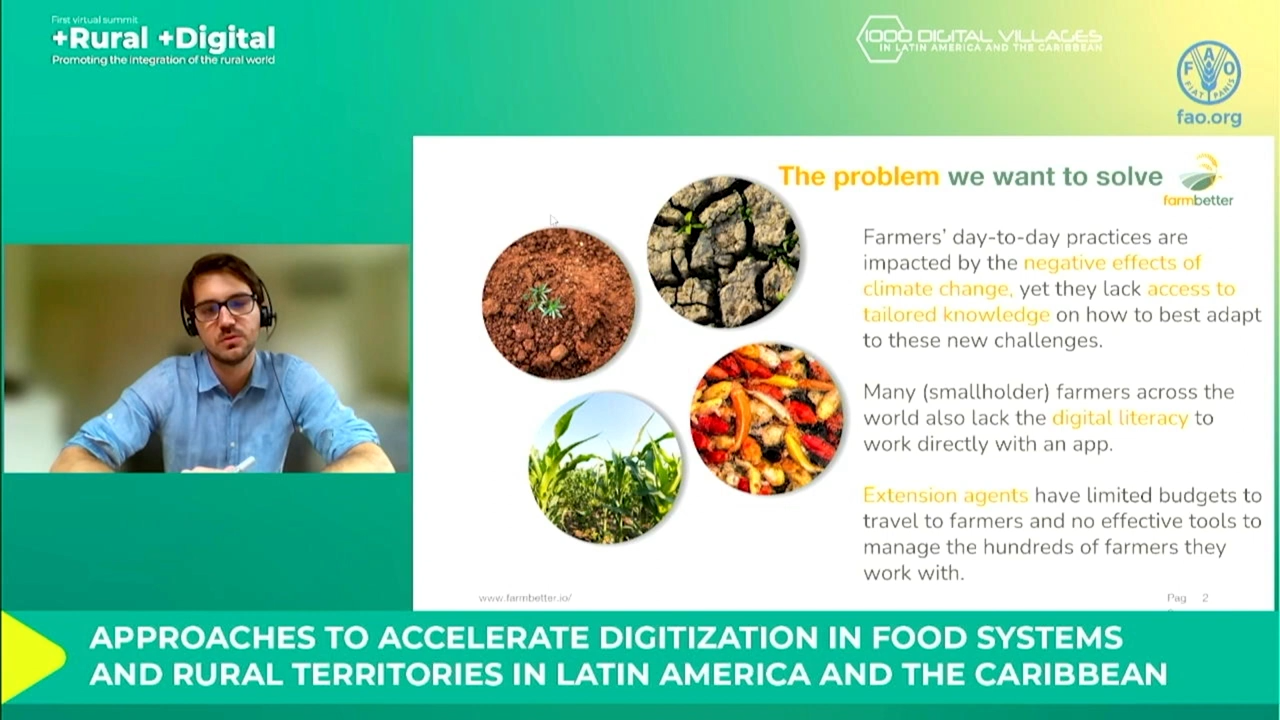 First virtual summit
+Rural +Digital
Promoting the integration of the rural world
1000 DIGITAL VILLAGES
IN LATIN AMERICA AND THE CARIBBEAN
F A O
FIAT PANIS
fao.org
The problem we want to solve
farmbetter
Farmers’ day-to-day practices are
impacted by the negative effects of
climate change, yet they lack access to
tailored knowledge on how to best adapt
to these new challenges.
Many (smallholder) farmers across the
world also lack the digital literacy to
work directly with an app.
Extension agents have limited budgets to
travel to farmers and no effective tools to
manage the hundreds of farmers they
work with.
www.farmbetter.io/
Pag 2
APPROACHES TO ACCELERATE DIGITIZATION IN FOOD SYSTEMS
AND RURAL TERRITORIES IN LATIN AMERICA AND THE CARIBBEAN